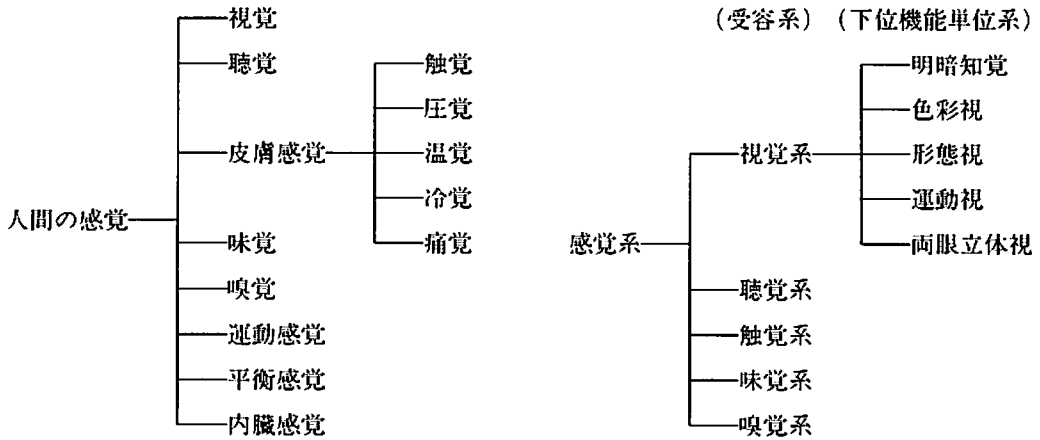 視覚
聴覚
皮膚感覚
触覚
圧覚
温覚
冷覚
痛覚
人間の感覚
味覚
嗅覚
運動感覚
平衡感覚
内臓感覚
（受容系）（下位機能単位系）
明暗知覚
色彩視
視覚系
形態視
運動視
両眼立体視
感覚系
聴覚系
触覚系
味覚系
嗅覚系